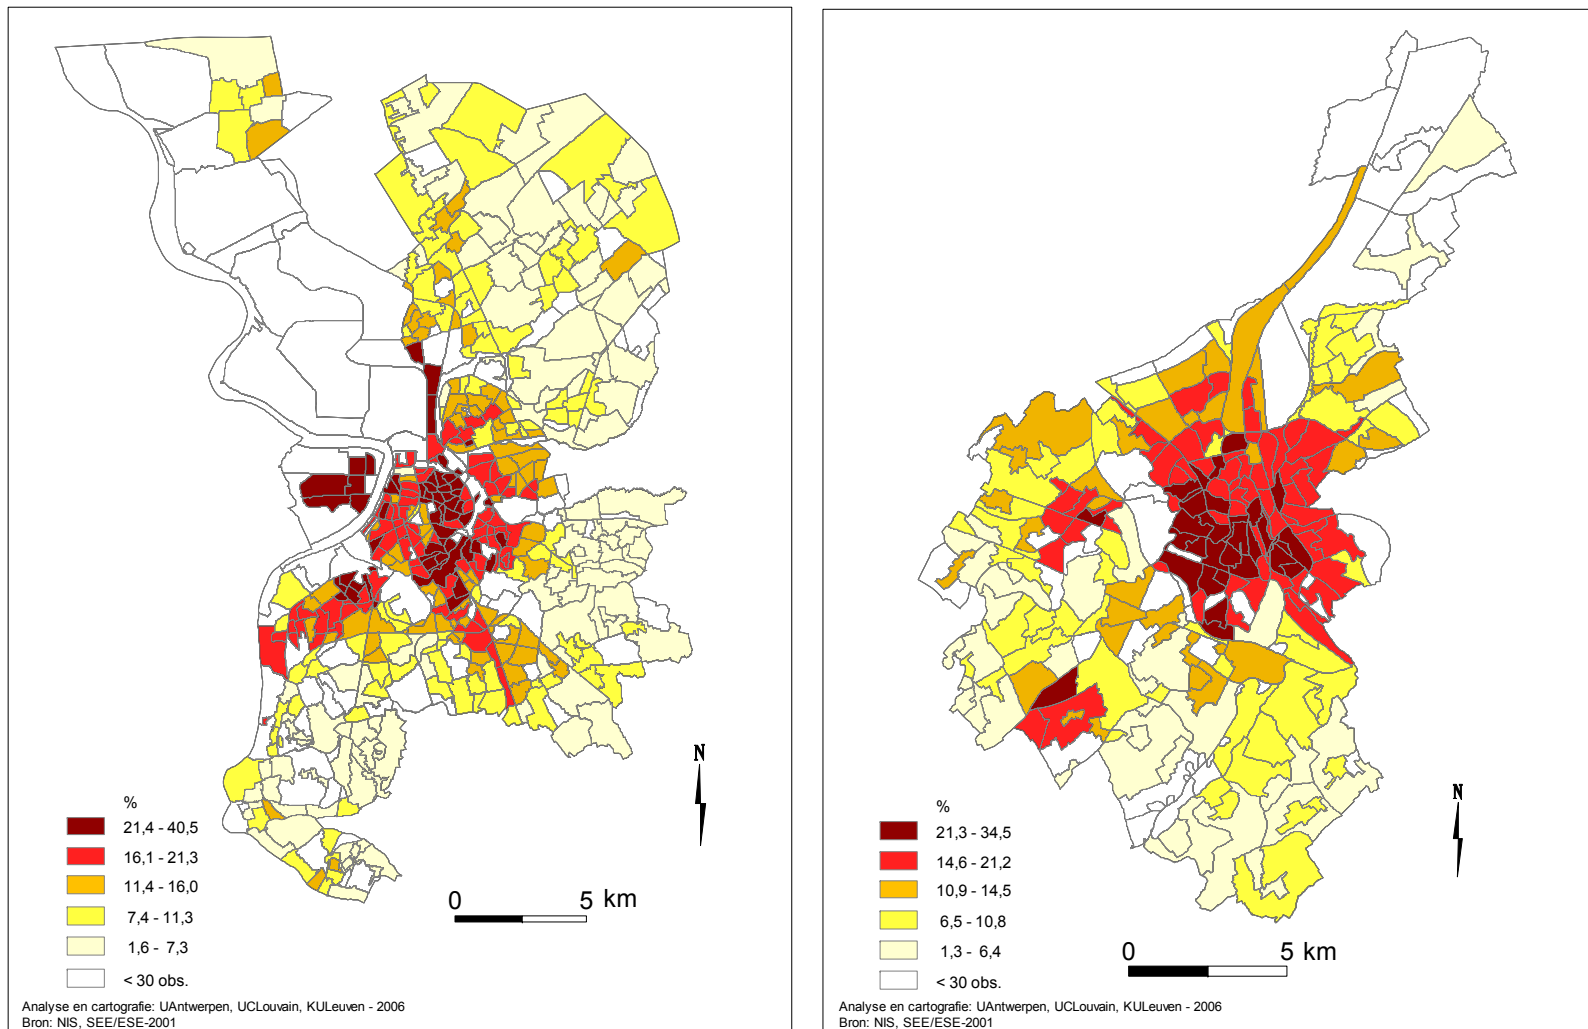 N
%
21,4 - 40,5
16,1 - 21,3
11,4 - 16,0
7,4 - 11,3
1,6 - 7,3
< 30 obs.
0 5 km
Analyse en cartografie: UAntwerpen, UCLouvain, KULeuven - 2006
Bron: NIS, SEE/ESE-2001
N
%
21,3 - 34,5
14,6 - 21,2
10,9 - 14,5
6,5 - 10,8
1,3 - 6,4
< 30 obs.
0 5 km
Analyse en cartografie: UAntwerpen, UCLouvain, KULeuven - 2006
Bron: NIS, SEE/ESE-2001